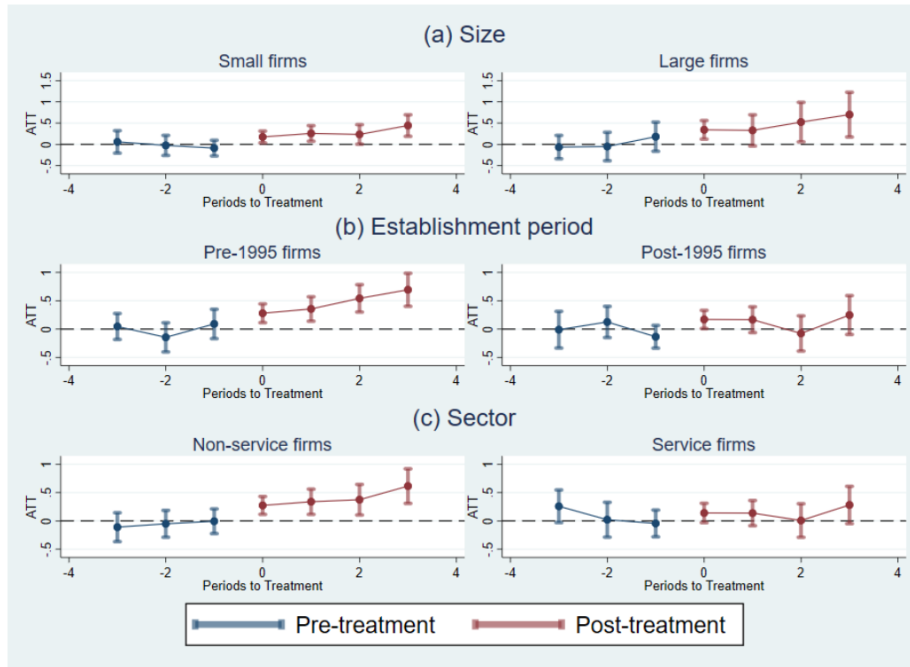 (a) Size
Small firms
Large firms
ATT
-.5 0 .5 1 1.5
-4 -2 0 2 4
Periods to Treatment
ATT
-.5 0 .5 1 1.5
-4 -2 0 2 4
Periods to Treatment
(b) Establishment period
Pre-1995 firms
Post-1995 firms
ATT
-.5 0 .5 1
-4 -2 0 2 4
Periods to Treatment
ATT
-.5 0 .5 1
-4 -2 0 2 4
Periods to Treatment
(c) Sector
Non-service firms
Service firms
ATT
-.5 0 .5 1
-4 -2 0 2 4
Periods to Treatment
ATT
-.5 0 .5 1
-4 -2 0 2 4
Periods to Treatment
Pre-treatment
Post-treatment